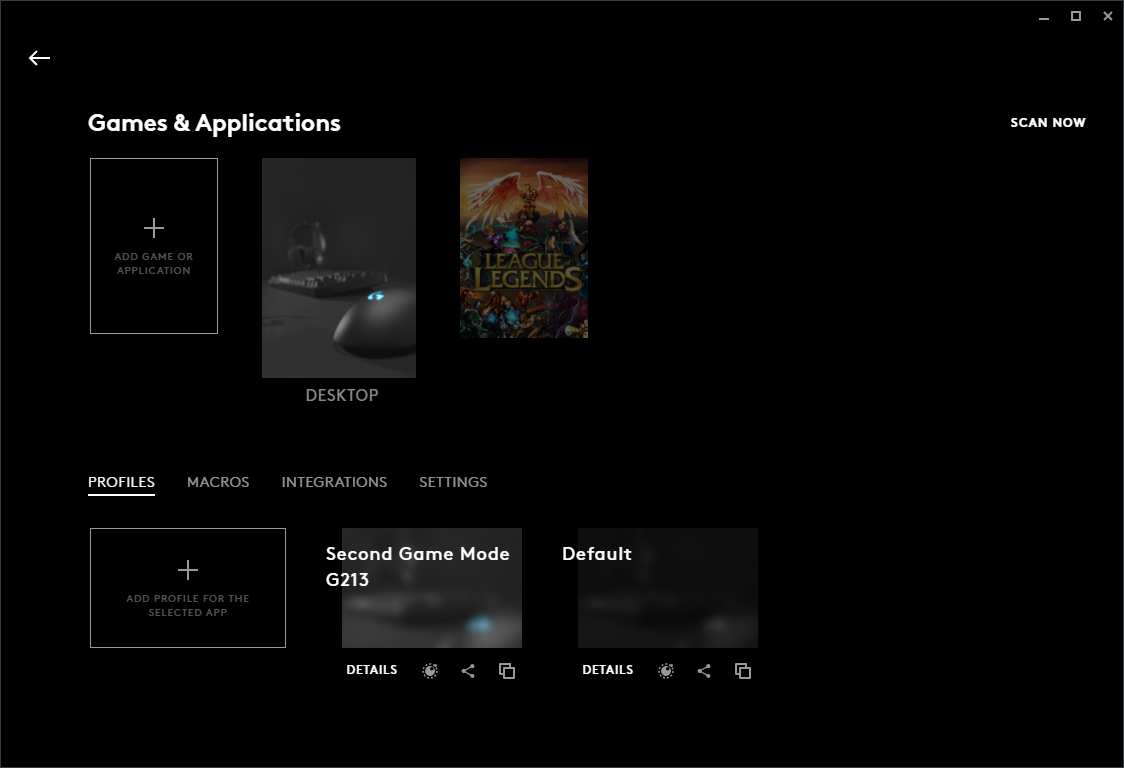 Games & Applications
SCAN NOW
ADD GAME OR
APPLICATION
LEAGUE
LEGENDS
DESKTOP
PROFILES
MACROS
INTEGRATIONS
SETTINGS
ADD PROFILE FOR THE
SELECTED APP
Second Game Mode
G213
Default
DETAILS
DETAILS